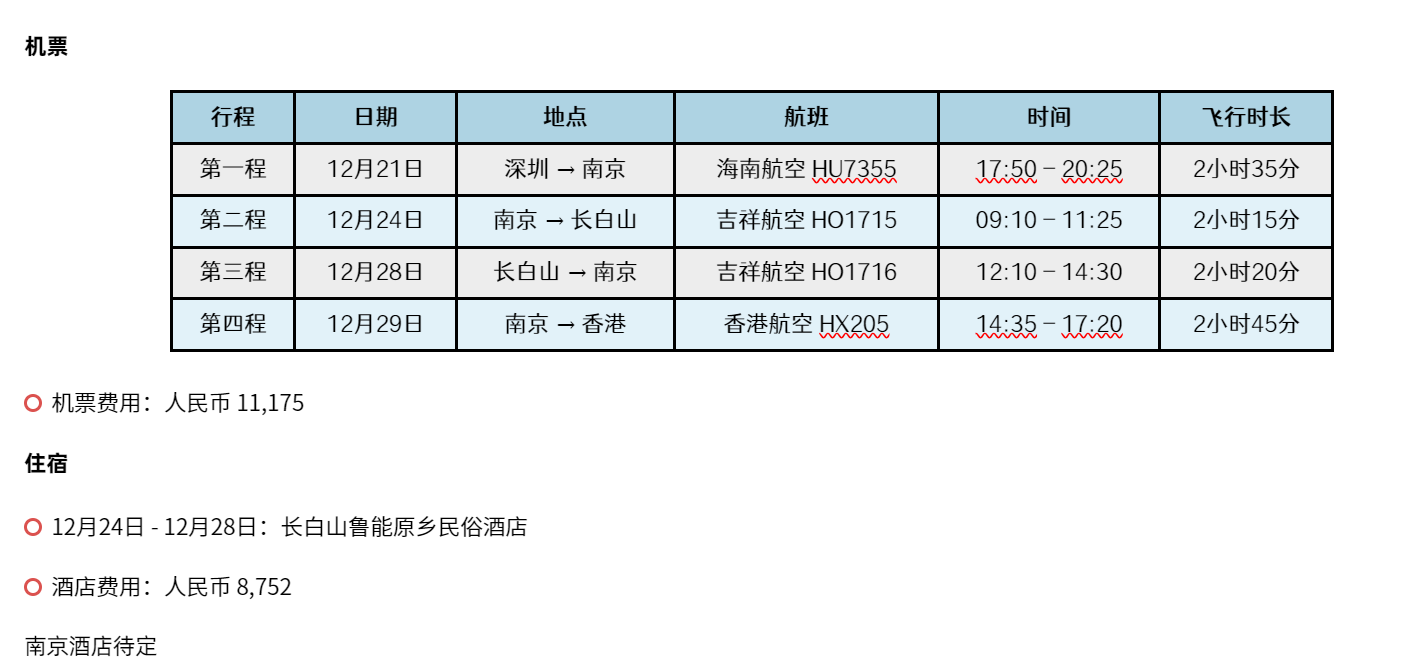 机票
行程 日期 地点 航班 时间 飞行时长
第一程 12月21日 深圳 → 南京 海南航空 HU7355 17:50 – 20:25 2小时35分
第二程 12月24日 南京 → 长白山 吉祥航空 HO1715 09:10 – 11:25 2小时15分
第三程 12月28日 长白山 → 南京 吉祥航空 HO1716 12:10 – 14:30 2小时20分
第四程 12月29日 南京 → 香港 香港航空 HX205 14:35 – 17:20 2小时45分
机票费用：人民币 11,175
住宿
12月24日 - 12月28日：长白山鲁能原乡民俗酒店
酒店费用：人民币 8,752
南京酒店待定